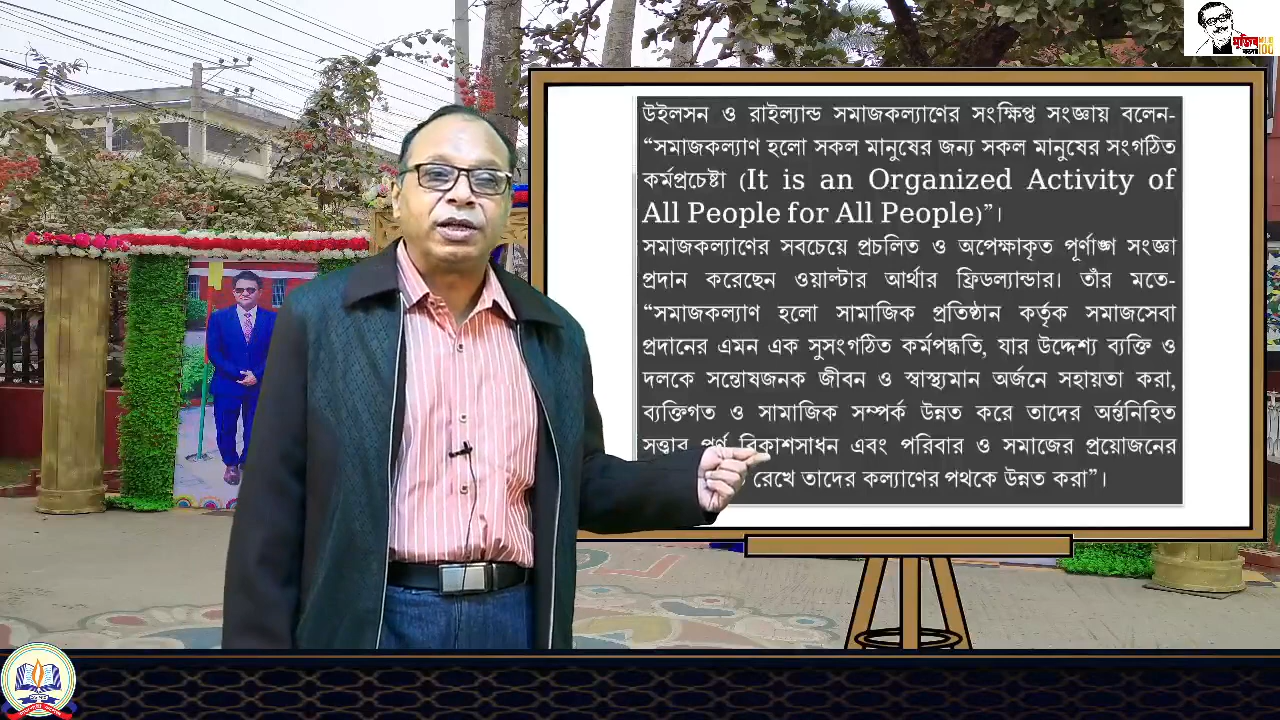 উইলসন ও রাইল্যান্ড সমাজকল্যাণের সংক্ষিপ্ত সংজ্ঞায় বলেন-
“সমাজকল্যাণ হলো সকল মানুষের জন্য সকল মানুষের সংগঠিত
কর্মপ্রচেষ্টা (It is an Organized Activity of
All People for All People)”।
সমাজকল্যাণের সবচেয়ে প্রচলিত ও অপেক্ষাকৃত পূর্ণাঙ্গ সংজ্ঞা
প্রদান করেছেন ওয়াল্টার আর্থার ফ্রিডল্যান্ডার। তাঁর মতে-
“সমাজকল্যাণ হলো সামাজিক প্রতিষ্ঠান কর্তৃক সমাজসেবা
প্রদানের এমন এক সুসংগঠিত কর্মপদ্ধতি, যার উদ্দেশ্য ব্যক্তি ও
দলকে সন্তোষজনক জীবন ও স্বাস্থ্যমান অর্জনে সহায়তা করা,
ব্যক্তিগত ও সামাজিক সম্পর্ক উন্নত করে তাদের অর্ন্তনিহিত
সত্ত্বার পূর্ণ বিকাশসাধন এবং পরিবার ও সমাজের প্রয়োজনের
রেখে তাদের কল্যাণের পথকে উন্নত করা”।
মুজিব
100